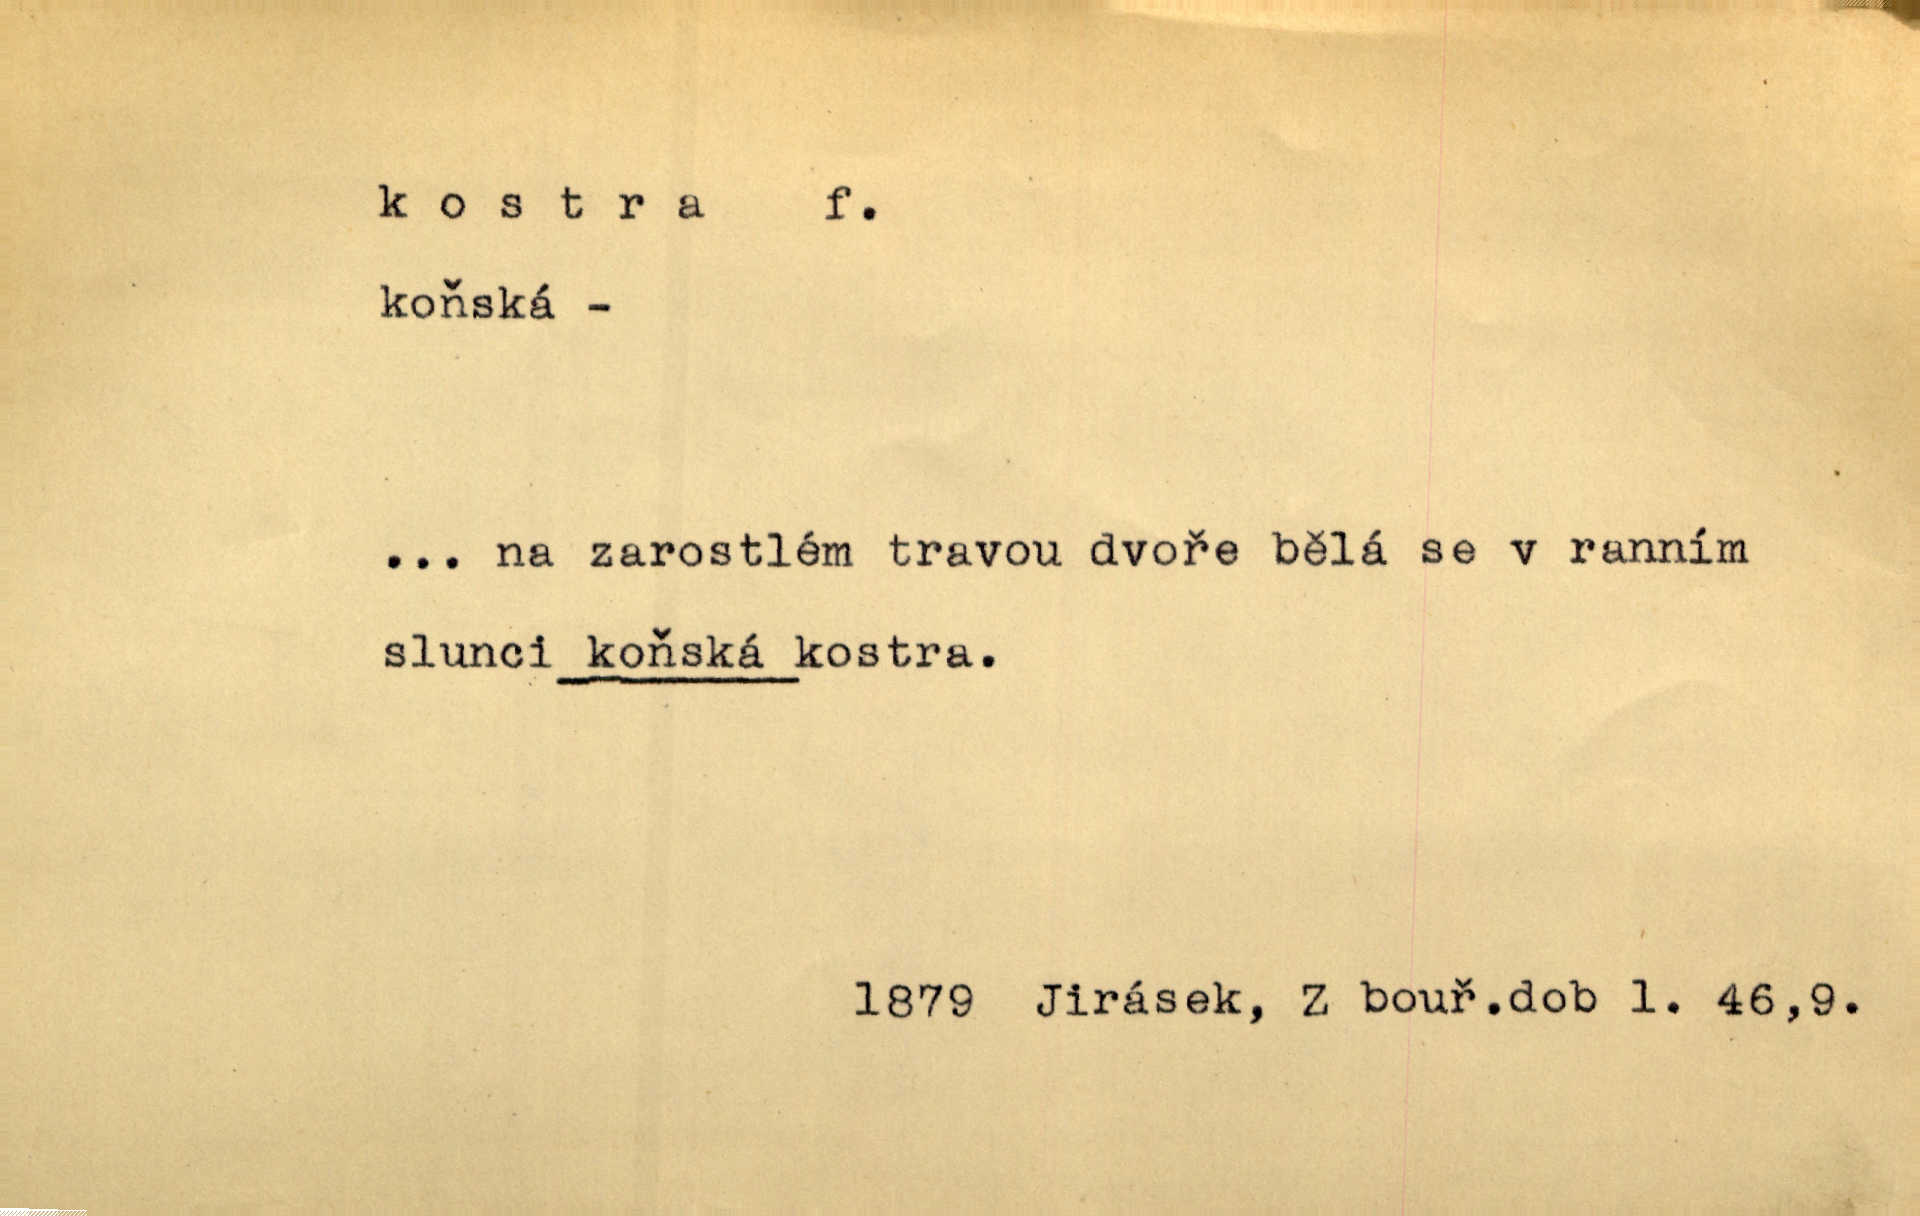 k o s t r a f.
koňská -
... na zarostlém travou dvoře bělá se v ranním
slunci koňská kostra.
1879 Jirásek, Z bouř.dob l. 46,9.